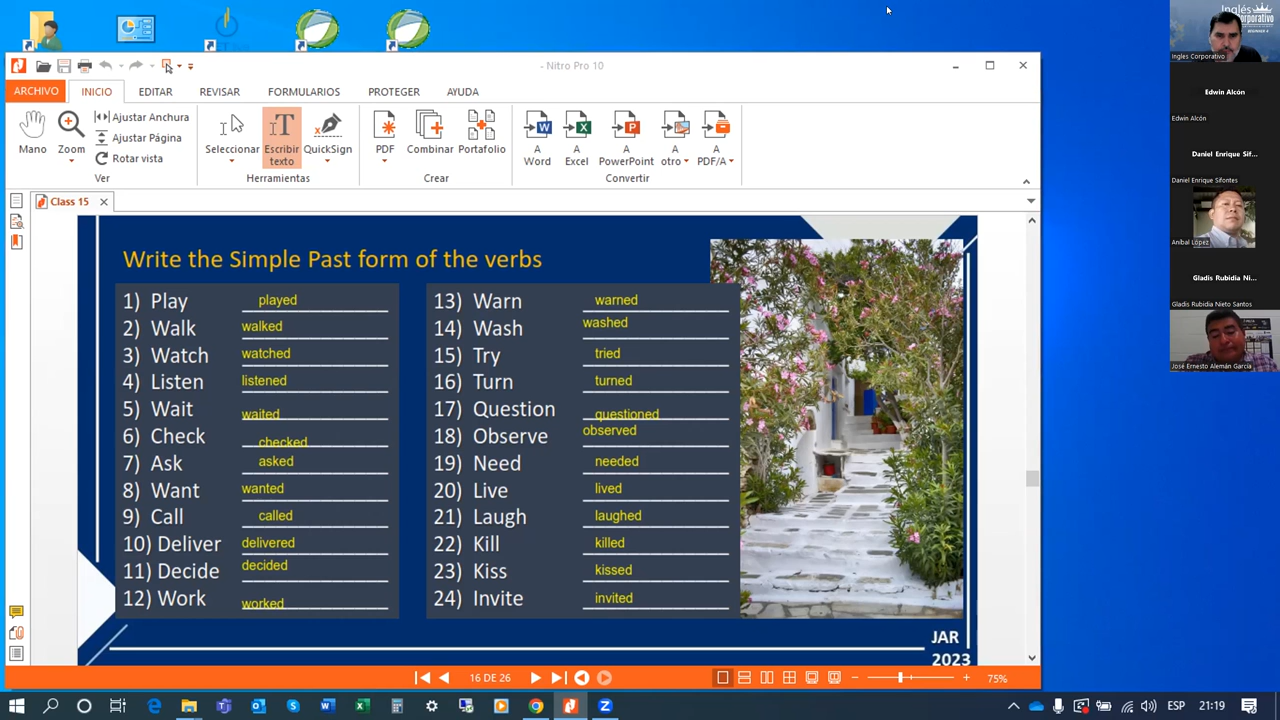 - Nitro Pro 10
ARCHIVO INICIO EDITAR REVISAR FORMULARIOS PROTEGER AYUDA
Mano Zoom Ajustar Anchura
Ajustar Página
Rotar vista
Ver
Seleccionar Escribir texto QuickSign
Herramientas
PDF Combinar Portafolio
Crear
A Word A Excel A PowerPoint A otro A PDF/A
Convertir
Class 15
Write the Simple Past form of the verbs
1) Play played
2) Walk walked
3) Watch watched
4) Listen listened
5) Wait waited
6) Check checked
7) Ask asked
8) Want wanted
9) Call called
10) Deliver delivered
11) Decide decided
12) Work worked
13) Warn warned
14) Wash washed
15) Try tried
16) Turn turned
17) Question questioned
18) Observe observed
19) Need needed
20) Live lived
21) Laugh laughed
22) Kill killed
23) Kiss kissed
24) Invite invited
JAR
2023
16 DE 26
75%
Inglés
Corporativo
BEGINNER 4
Ingles Corporativo
Edwin Alcón
Edwin Alcón
Daniel Enrique Sif...
Daniel Enrique Sifontes
Aníbal López
Gladis Rubidia Ni...
Gladis Rubidia Nieto Santos
José Ernesto Alemán García
ESP
21:19